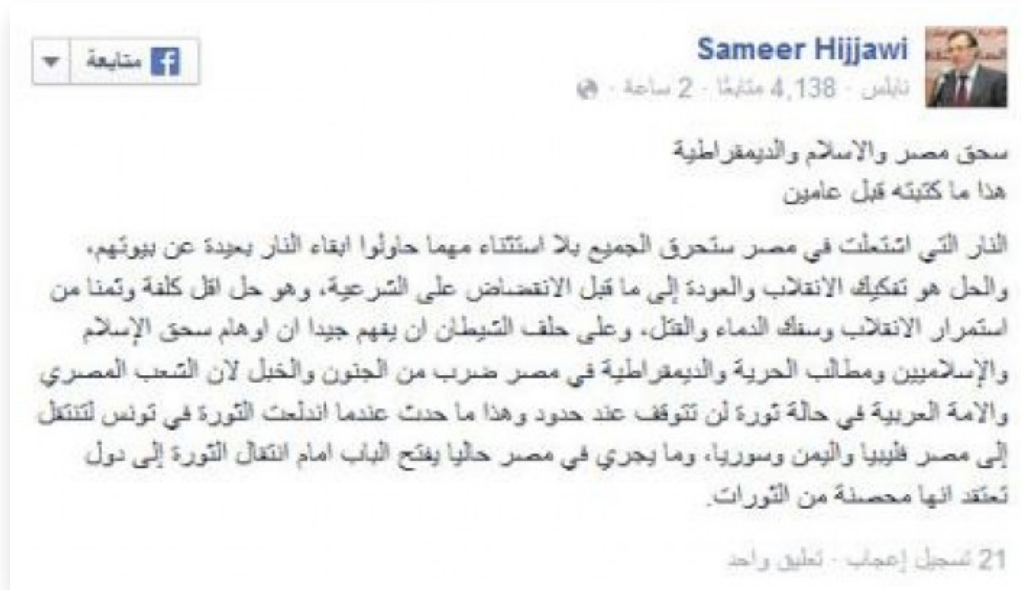 Sameer Hijjawi
متابعة
نابلس · 4,138 متابعًا · 2 ساعة ·
سحق مصر والاسلام والديمقراطية
هذا ما كتبته قبل عامين
النار التي اشتعلت في مصر ستحرق الجميع بلا استثناء مهما حاولوا ابقاء النار بعيدة عن بيوتهم،
والحل هو تفكيك الانقلاب والعودة إلى ما قبل الانقضاض على الشرعية، وهو حل اقل كلفة وثمنا من
استمرار الانقلاب وسفك الدماء والقتل، وعلى حلف الشيطان ان يفهم جيدا ان اوهام سحق الإسلام
والإسلاميين ومطالب الحرية والديمقراطية في مصر ضرب من الجنون والخبل لان الشعب المصري
والامة العربية في حالة ثورة لن تتوقف عند حدود وهذا ما حدث عندما اندلعت الثورة في تونس لتنتقل
إلى مصر فليبيا واليمن وسوريا، وما يجري في مصر حاليا يفتح الباب امام انتقال الثورة إلى دول
تعتقد انها محصنة من الثورات.
21 تسجيل إعجاب · تعليق واحد